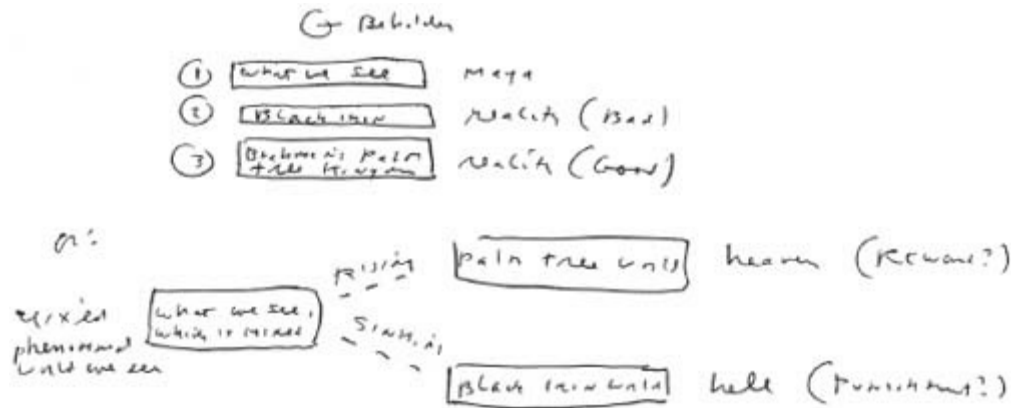 Beholder
① what we see Maya
② Black iron reality (Bad)
③ Brahman's palm reality (Good)
tree Kingdom
or:
RISING
palm tree world heaven (Reward?)
mixed
phenomenal
world we see
what we see,
which is mixed
SINKING
Black iron world hell (Punishment?)